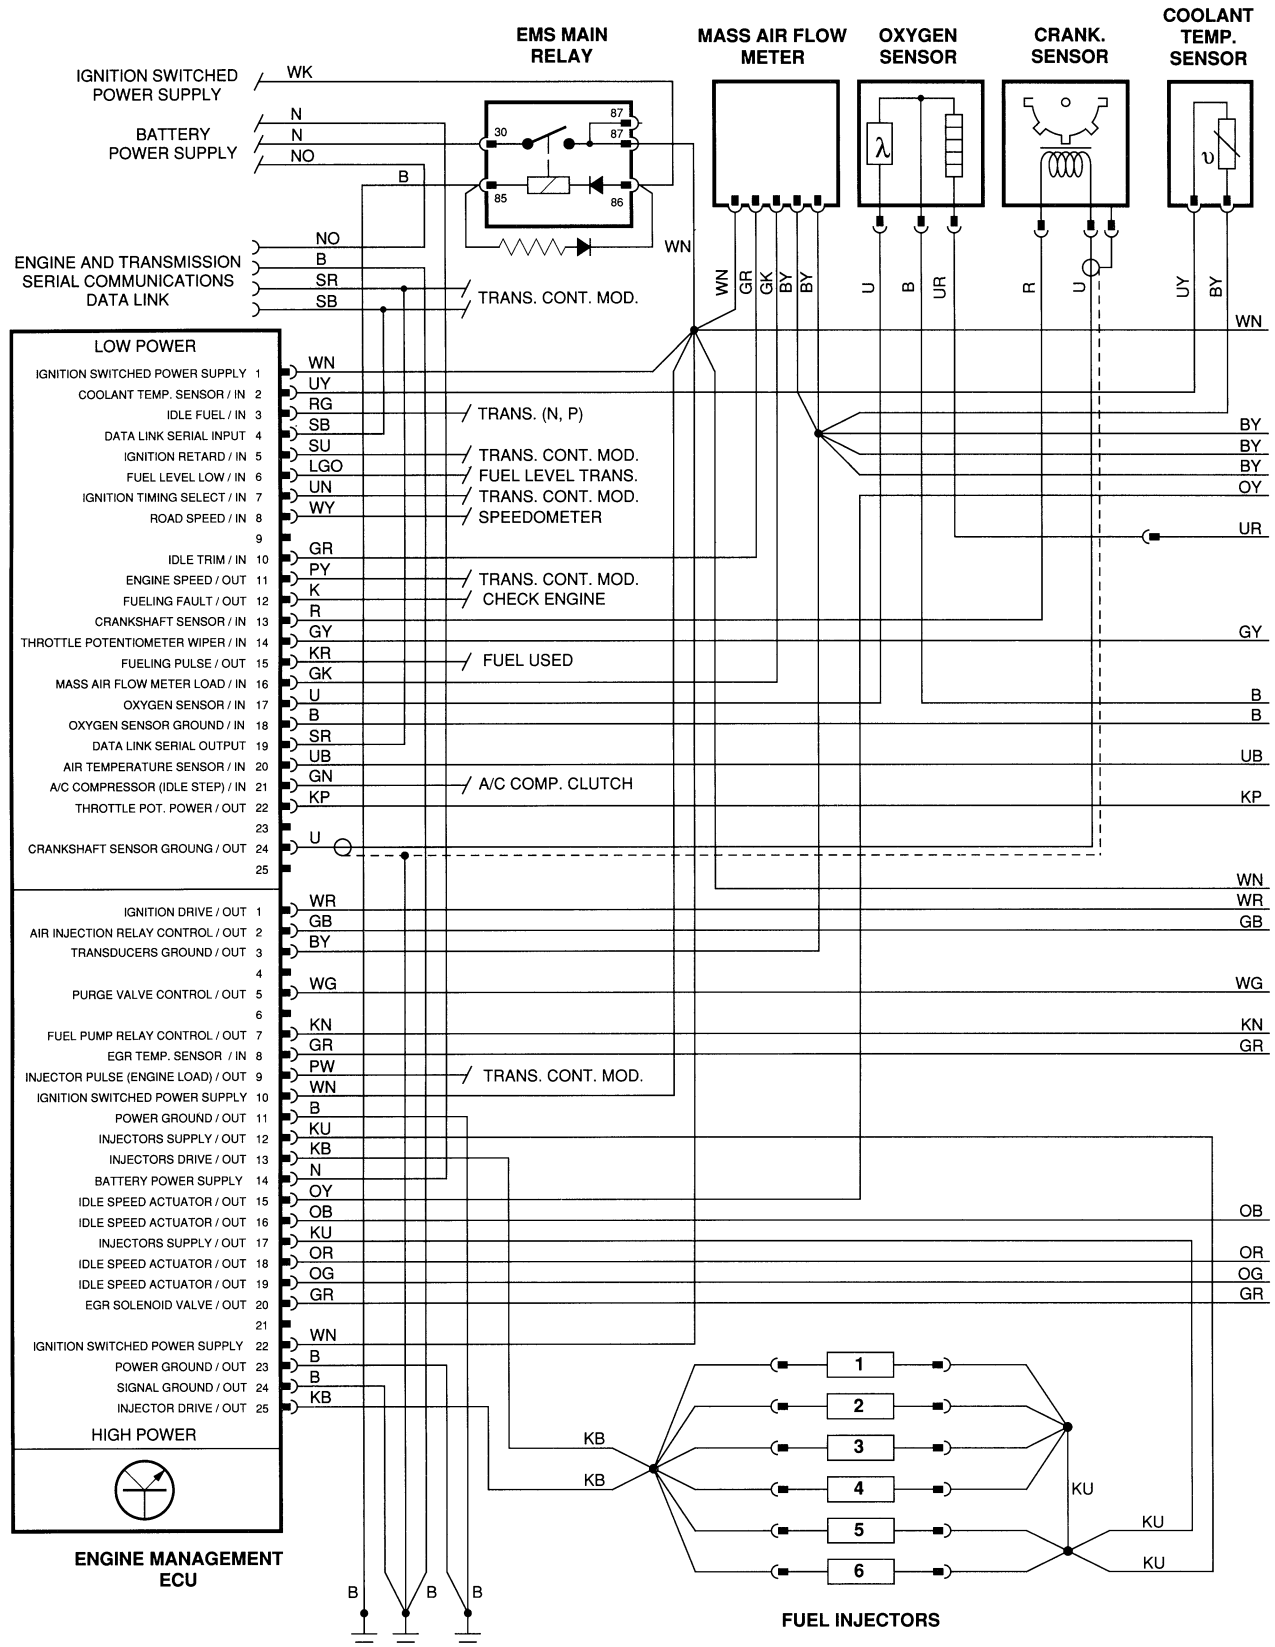 EMS MAIN
RELAY
MASS AIR FLOW
METER
OXYGEN
SENSOR
CRANK.
SENSOR
COOLANT
TEMP.
SENSOR
IGNITION SWITCHED
POWER SUPPLY
WK
BATTERY
POWER SUPPLY
N
N
NO
B
30
87
87
85
86
WN
λ
υ
ENGINE AND TRANSMISSION
SERIAL COMMUNICATIONS
DATA LINK
NO
B
SR
SB
TRANS. CONT. MOD.
WN
GR
GK
BY
BY
U
B
UR
R
U
UY
BY
WN
LOW POWER
IGNITION SWITCHED POWER SUPPLY 1 WN
COOLANT TEMP. SENSOR / IN 2 UY
IDLE FUEL / IN 3 RG TRANS. (N, P)
DATA LINK SERIAL INPUT 4 SB BY
IGNITION RETARD / IN 5 SU TRANS. CONT. MOD. BY
FUEL LEVEL LOW / IN 6 LGO FUEL LEVEL TRANS. BY
IGNITION TIMING SELECT / IN 7 UN TRANS. CONT. MOD. OY
ROAD SPEED / IN 8 WY SPEEDOMETER
9 UR
IDLE TRIM / IN 10 GR
ENGINE SPEED / OUT 11 PY TRANS. CONT. MOD.
FUELING FAULT / OUT 12 K CHECK ENGINE
CRANKSHAFT SENSOR / IN 13 R
THROTTLE POTENTIOMETER WIPER / IN 14 GY GY
FUELING PULSE / OUT 15 KR FUEL USED
MASS AIR FLOW METER LOAD / IN 16 GK
OXYGEN SENSOR / IN 17 U B
OXYGEN SENSOR GROUND / IN 18 B B
DATA LINK SERIAL OUTPUT 19 SR
AIR TEMPERATURE SENSOR / IN 20 UB UB
A/C COMPRESSOR (IDLE STEP) / IN 21 GN A/C COMP. CLUTCH
THROTTLE POT. POWER / OUT 22 KP KP
23
CRANKSHAFT SENSOR GROUNG / OUT 24 U
25
WN
IGNITION DRIVE / OUT 1 WR WR
AIR INJECTION RELAY CONTROL / OUT 2 GB GB
TRANSDUCERS GROUND / OUT 3 BY
4
PURGE VALVE CONTROL / OUT 5 WG WG
6
FUEL PUMP RELAY CONTROL / OUT 7 KN KN
EGR TEMP. SENSOR / IN 8 GR GR
INJECTOR PULSE (ENGINE LOAD) / OUT 9 PW TRANS. CONT. MOD.
IGNITION SWITCHED POWER SUPPLY 10 WN
POWER GROUND / OUT 11 B
INJECTORS SUPPLY / OUT 12 KU
INJECTORS DRIVE / OUT 13 KB
BATTERY POWER SUPPLY 14 N
IDLE SPEED ACTUATOR / OUT 15 OY
IDLE SPEED ACTUATOR / OUT 16 OB OB
INJECTORS SUPPLY / OUT 17 KU
IDLE SPEED ACTUATOR / OUT 18 OR OR
IDLE SPEED ACTUATOR / OUT 19 OG OG
EGR SOLENOID VALVE / OUT 20 GR GR
21
IGNITION SWITCHED POWER SUPPLY 22 WN
POWER GROUND / OUT 23 B
SIGNAL GROUND / OUT 24 B
INJECTOR DRIVE / OUT 25 KB
HIGH POWER
ENGINE MANAGEMENT
ECU
B
B
B
KB
KB
1
2
3
4
5
6
KU
KU
KU
FUEL INJECTORS